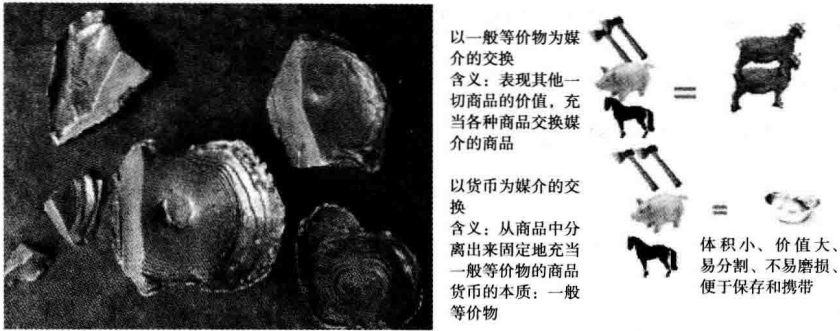 以一般等价物为媒
介的交换
含义：表现其他一
切商品的价值，充
当各种商品交换媒
介的商品
=
以货币为媒介的交
换
含义：从商品中分
离出来固定地充当
一般等价物的商品
货币的本质：一般
等价物
=
体积小、价值大、
易分割、不易磨损、
便于保存和携带